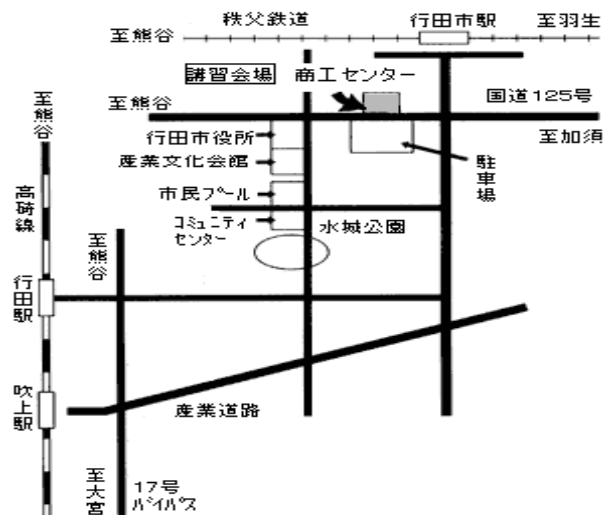 秩父鉄道
行田市駅
至羽生
至熊谷
講習会場
商工センター
国道125号
至熊谷
至熊谷
至加須
行田市役所
産業文化会館
駐車場
市民プール
高碕線
コミュニティ
センター
水城公園
至熊谷
行田駅
吹上駅
産業道路
至大宮
17号
バイパス